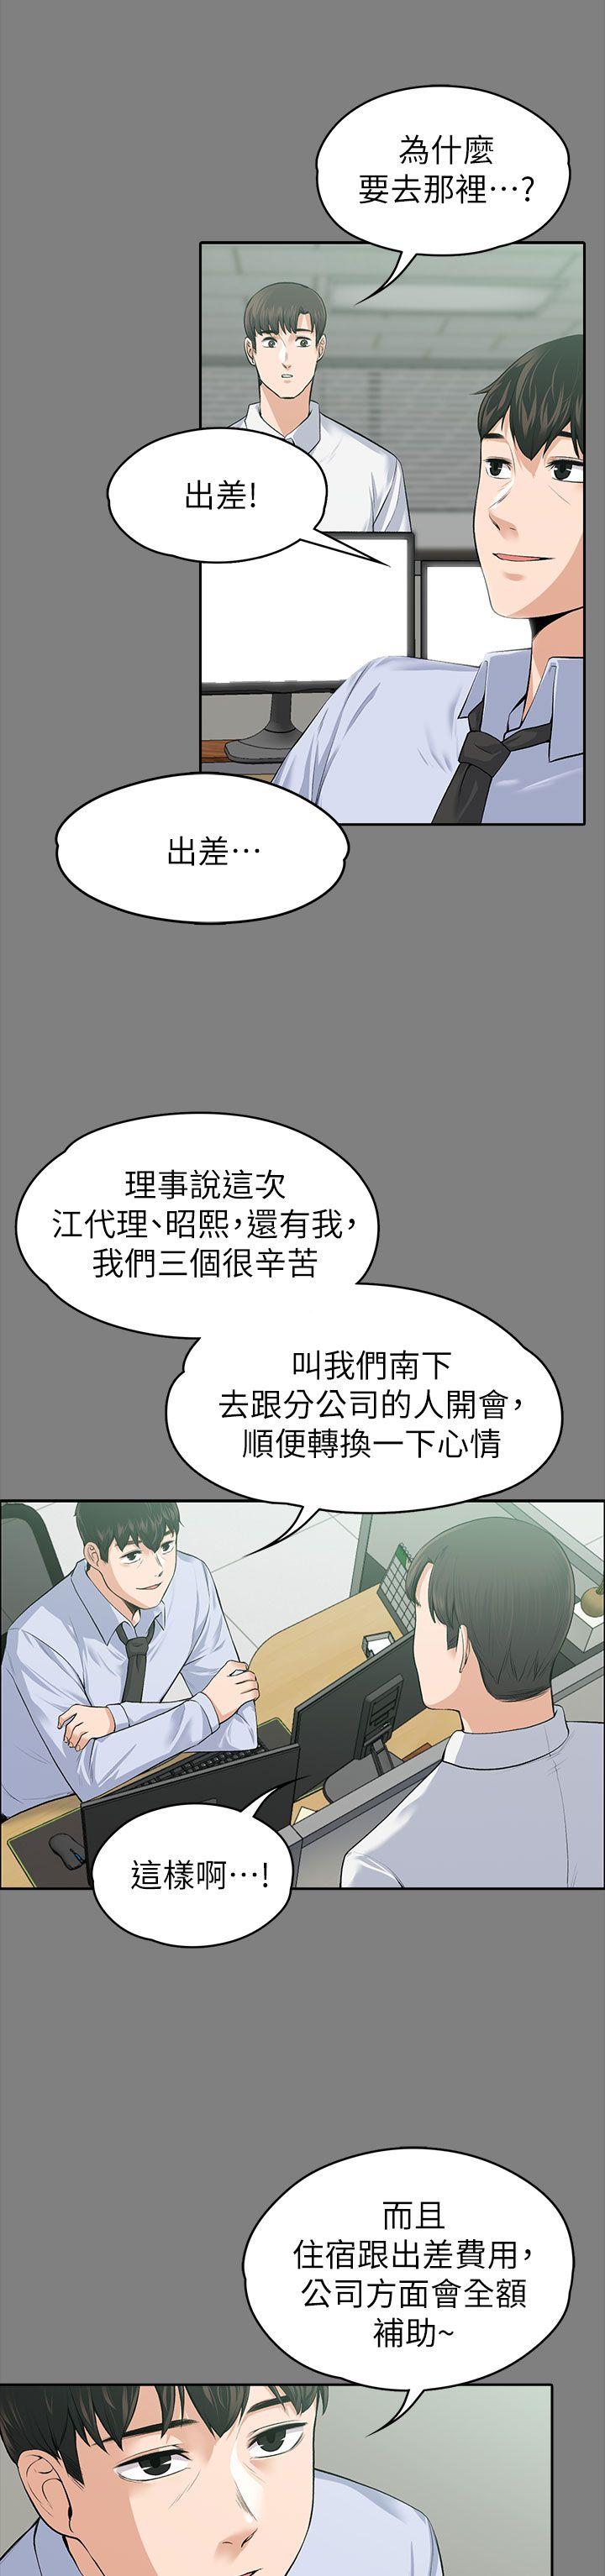 為什麼
要去那裡…?
出差!
出差…
理事說這次
江代理、昭熙,還有我,
我們三個很辛苦
叫我們南下
去跟分公司的人開會,
順便轉換一下心情
這樣啊…!
而且
住宿跟出差費用,
公司方面會全額
補助~